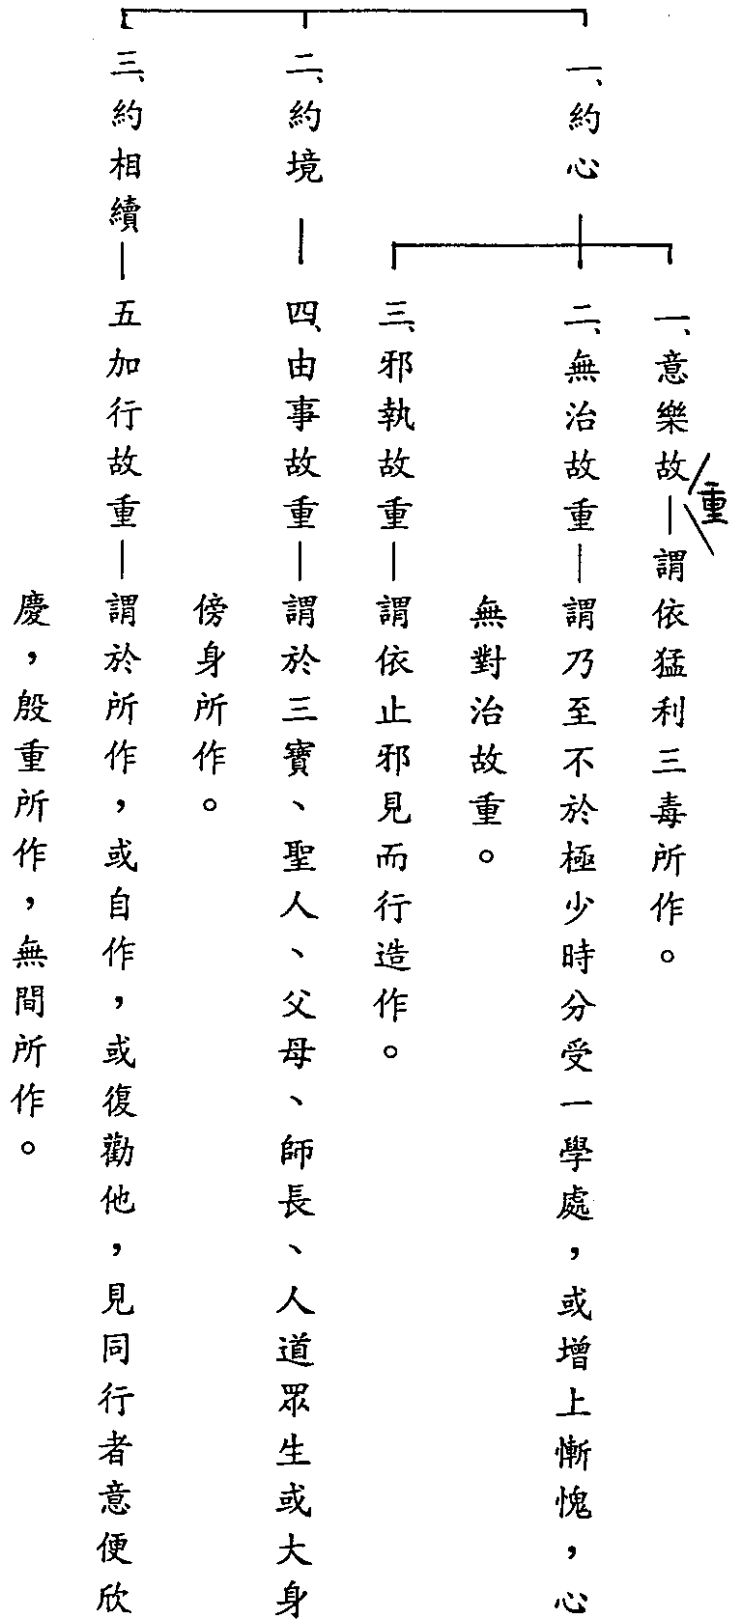 一、約心
一、意樂故重—謂依猛利三毒所作。
二、無治故重—謂乃至不於極少時分受一學處，或增上慚愧，心
無對治故重。
三、邪執故重—謂依止邪見而行造作。
二、約境—四、由事故重—謂於三寶、聖人、父母、師長、人道眾生或大身
傍身所作。
三、約相續—五加行故重—謂於所作，或自作，或復勸他，見同行者意便欣
慶，殷重所作，無間所作。